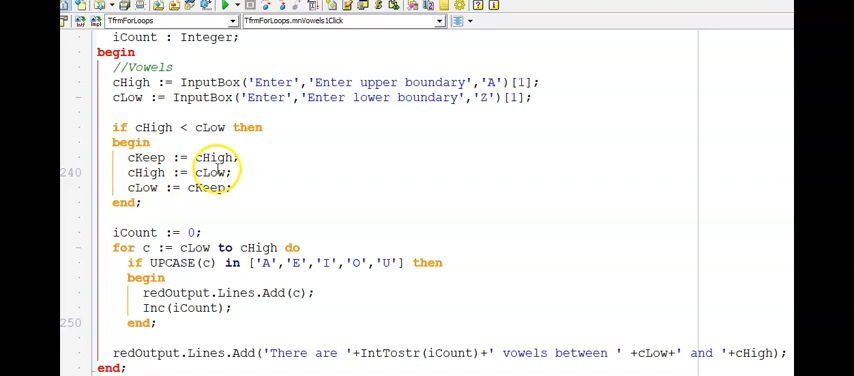 TfrmForLoops TfrmForLoops.mnVowels1Click
iCount : Integer;
begin
//Vowels
cHigh := InputBox('Enter','Enter upper boundary','A')[1];
cLow := InputBox('Enter','Enter lower boundary','Z')[1];
if cHigh < cLow then
begin
cKeep := cHigh;
240 cHigh := cLow;
cLow := cKeep;
end;
iCount := 0;
for c := cLow to cHigh do
if UPCASE(c) in ['A','E','I','O','U'] then
begin
redOutput.Lines.Add(c);
Inc(iCount);
250 end;
redOutput.Lines.Add('There are '+IntTostr(iCount)+' vowels between ' +cLow+' and '+cHigh);
end;